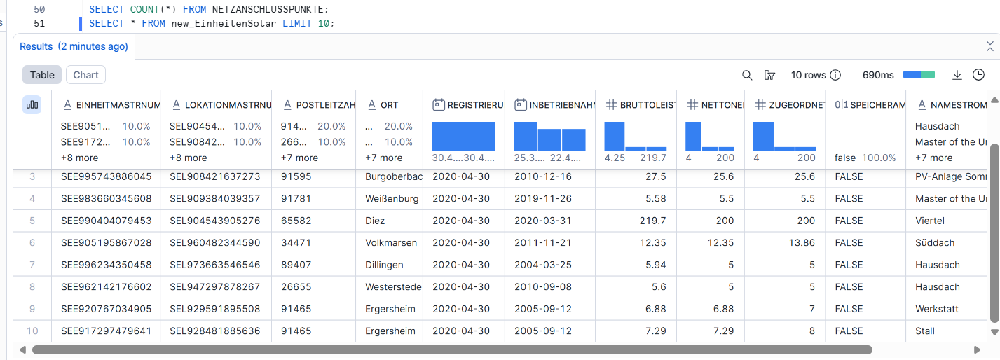 50 SELECT COUNT(*) FROM NETZANSCHLUSSPUNKTE;
s 51 SELECT * FROM new_EinheitenSolar LIMIT 10;
Results (2 minutes ago)
Table Chart 10 rows 690ms
A EINHEITMASTRNUM A LOKATIONMASTRNU A POSTLEITZAH A ORT REGISTRIERU INBETRIEBNAHM # BRUTTOLEIST # NETTONEI # ZUGEORDNET 0|1 SPEICHERAM A NAMESTROM
SEE9051... 10.0% SEL90454... 10.0% 914... 20.0% ... 20.0% Hausdach
SEE9172... 10.0% SEL90842... 10.0% 266... 10.0% ... 10.0% Master of the Ur
+8 more +8 more +7 more +7 more 30.4....30.4.... 25.3.... 22.4.... 4.25 219.7 4 200 4 200 false 100.0% +7 more
3 SEE995743886045 SEL908421637273 91595 Burgoberbac 2020-04-30 2010-12-16 27.5 25.6 25.6 FALSE PV-Anlage Somr
4 SEE983660345608 SEL909384039357 91781 Weißenburg 2020-04-30 2019-11-26 5.58 5.5 5.5 FALSE Master of the Ur
5 SEE990404079453 SEL904543905276 65582 Diez 2020-04-30 2020-03-31 219.7 200 200 FALSE Viertel
6 SEE905195867028 SEL960482344590 34471 Volkmarsen 2020-04-30 2011-11-21 12.35 12.35 13.86 FALSE Süddach
7 SEE996234350458 SEL973663546546 89407 Dillingen 2020-04-30 2004-03-25 5.94 5 5 FALSE Hausdach
8 SEE962142176602 SEL947297878267 26655 Westerstede 2020-04-30 2010-09-08 5.6 5 5 FALSE Hausdach
9 SEE920767034905 SEL929591895508 91465 Ergersheim 2020-04-30 2005-09-12 6.88 6.88 7 FALSE Werkstatt
10 SEE917297479641 SEL928481885636 91465 Ergersheim 2020-04-30 2005-09-12 7.29 7.29 8 FALSE Stall